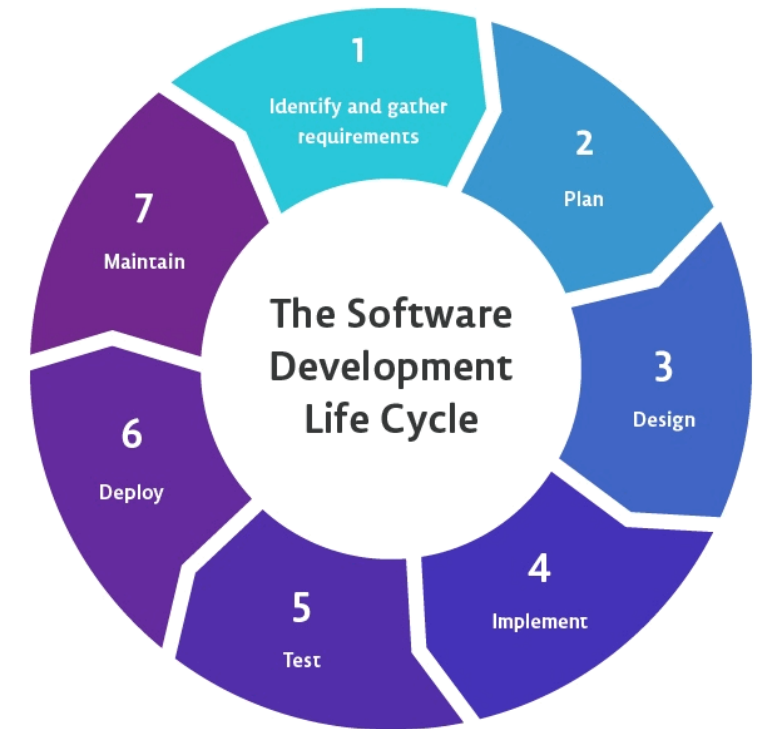 The Software
Development
Life Cycle
1
Identify and gather
requirements
2
Plan
3
Design
4
Implement
5
Test
6
Deploy
7
Maintain